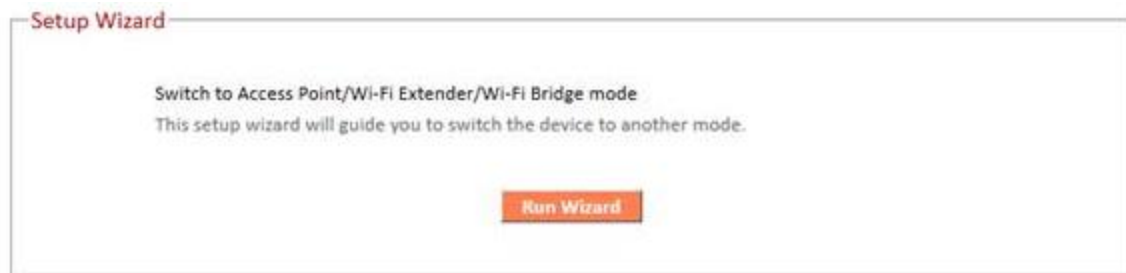 Setup Wizard
Switch to Access Point/Wi-Fi Extender/Wi-Fi Bridge mode
This setup wizard will guide you to switch the device to another mode.
Run Wizard